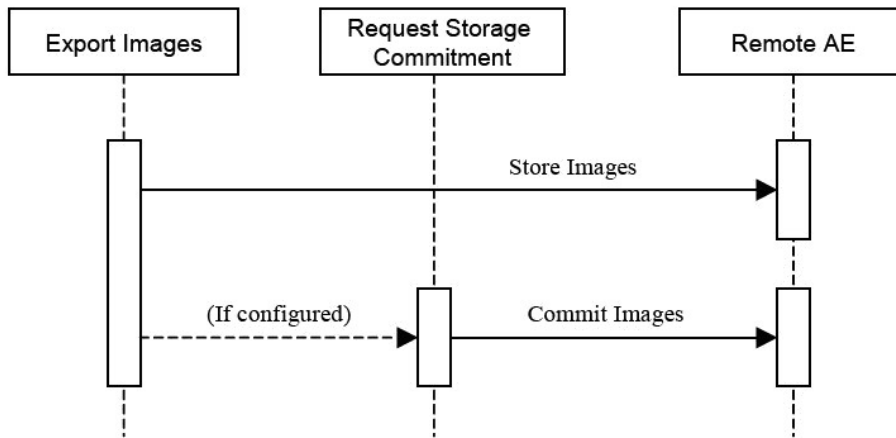 Export Images
Request Storage
Commitment
Remote AE
Store Images
(If configured)
Commit Images